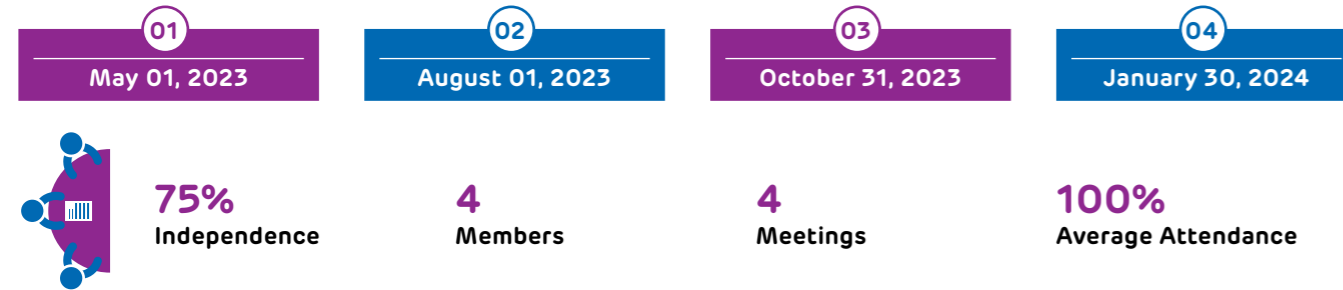 01
May 01, 2023
02
August 01, 2023
03
October 31, 2023
04
January 30, 2024
75%
Independence
4
Members
4
Meetings
100%
Average Attendance